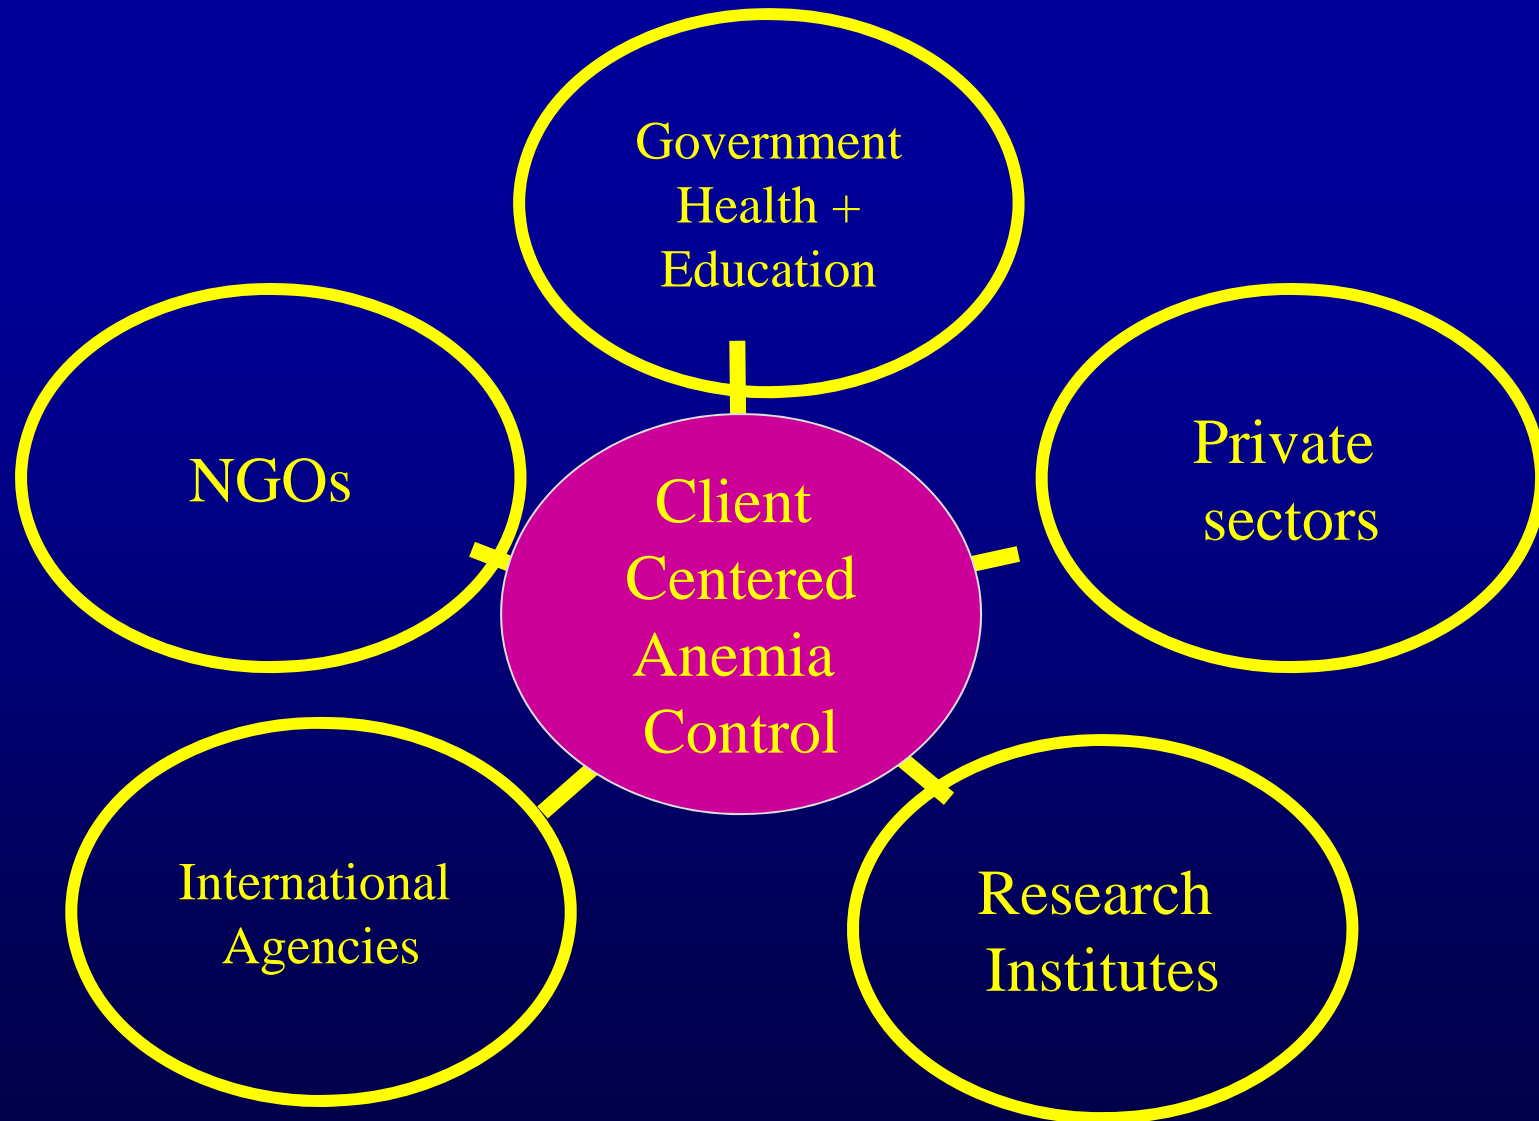 Government
Health +
Education
NGOs
Private
sectors
Client
Centered
Anemia
Control
International
Agencies
Research
Institutes